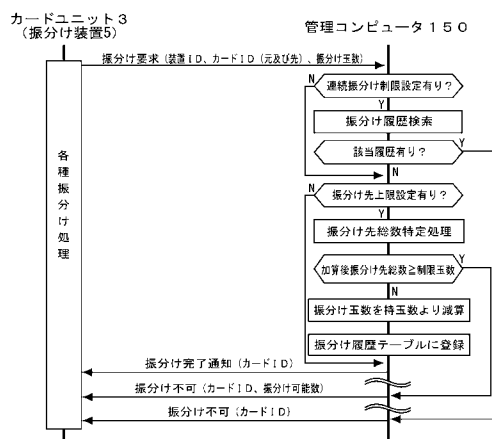 カードユニット３
（振分け装置5）
管理コンピュータ１５０
振分け要求（装置ＩＤ、カードＩＤ（元及び先）、振分け玉数）
N
連続振分け制限設定有り？
Y
振分け履歴検索
Y
該当履歴有り？
N
N
振分け先上限設定有り？
Y
振分け先総数特定処理
Y
加算後振分け先総数≧制限玉数
N
振分け玉数を持玉数より減算
振分け履歴テーブルに登録
各種振分け処理
振分け完了通知（カードＩＤ）
振分け不可（カードＩＤ、振分け可能数）
振分け不可（カードＩＤ）